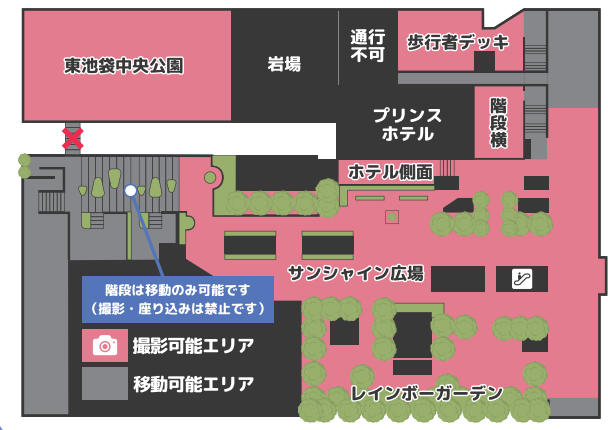 東池袋中央公園
岩場
通行
不可
歩行者デッキ
プリンス
ホテル
階段横
ホテル側面
サンシャイン広場
階段は移動のみ可能です
（撮影・座り込みは禁止です）
撮影可能エリア
移動可能エリア
レインボーガーデン